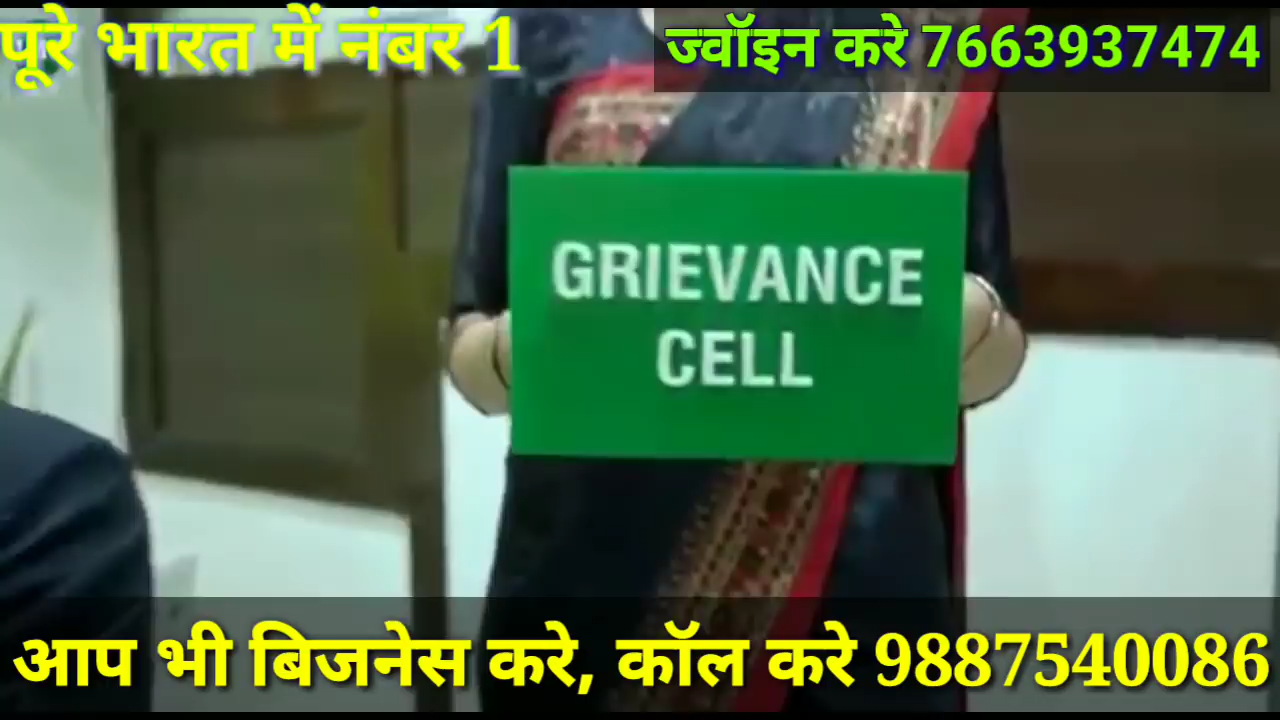 पूरे भारत में नंबर 1
ज्वॉइन करे 7663937474
GRIEVANCE
CELL
आप भी बिजनेस करे, कॉल करे 9887540086